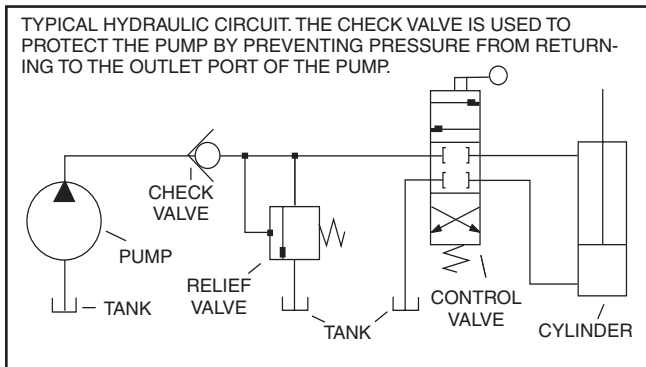 TYPICAL HYDRAULIC CIRCUIT. THE CHECK VALVE IS USED TO
PROTECT THE PUMP BY PREVENTING PRESSURE FROM RETURN-
ING TO THE OUTLET PORT OF THE PUMP.
CHECK
VALVE
PUMP
TANK
RELIEF
VALVE
TANK
CONTROL
VALVE
CYLINDER